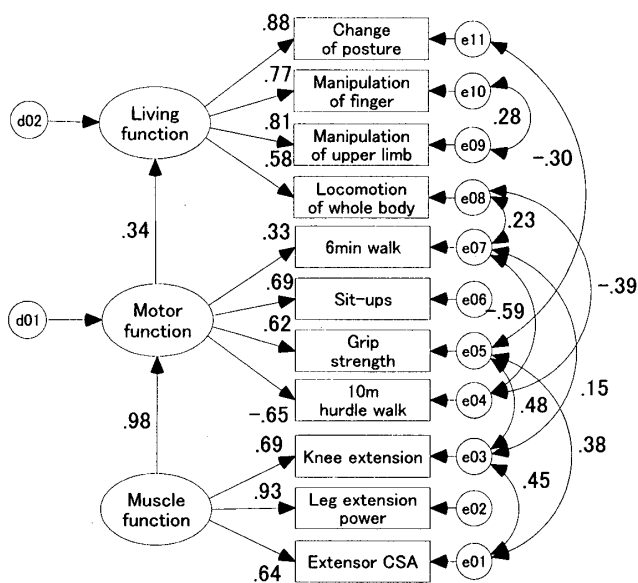 .88
Change
of posture
e11
.77
Manipulation
of finger
e10
d02
Living
function
.28
.81
Manipulation
of upper limb
e09
.58
-.30
Locomotion
of whole body
e08
.34
.23
.33
6min walk
e07
-.39
.69
Sit-ups
e06
-.59
d01
Motor
function
.62
Grip
strength
e05
10m
hurdle walk
e04
-.65
.48
.15
.98
.69
Knee extension
e03
.38
.45
Muscle
function
.93
Leg extension
power
e02
.64
Extensor CSA
e01